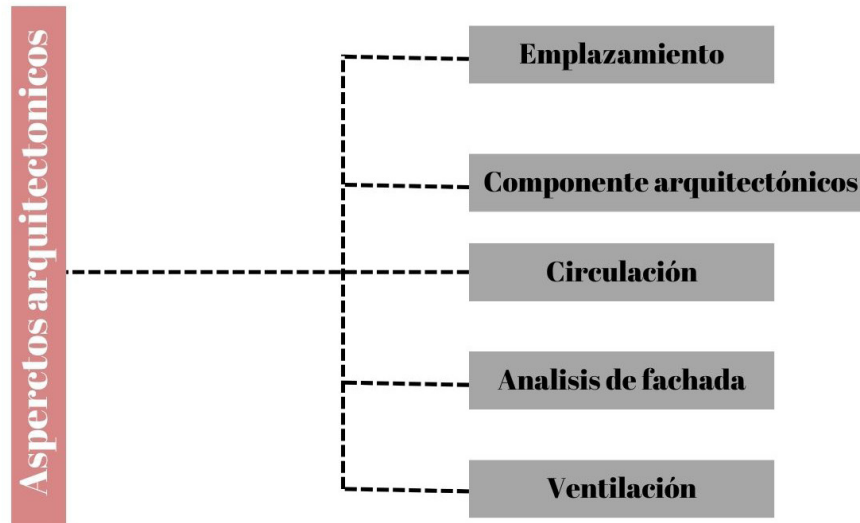 Asperctos arquitectonicos
Emplazamiento
Componente arquitectónicos
Circulación
Analisis de fachada
Ventilación